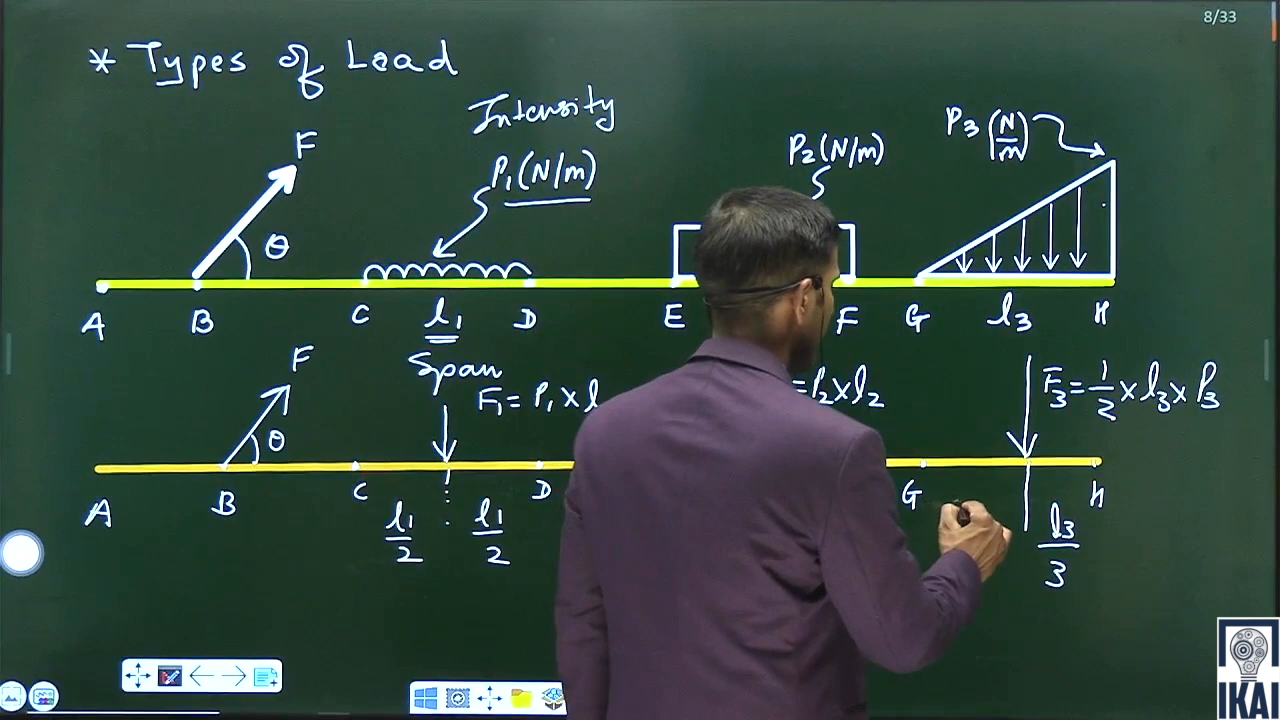 8/33
* Types of Load
Intensity
F
θ
P₁(N/m)
P₂(N/m)
P₃(N/m)
A B C l₁ D E F G l₃ H
Span
F
θ
F₁ = P₁ × l
= P₂ × l₂
F₃ = 1/2 × l₃ × P₃
A B C D G H
l₁/2 l₁/2
l₃/3
IKAI